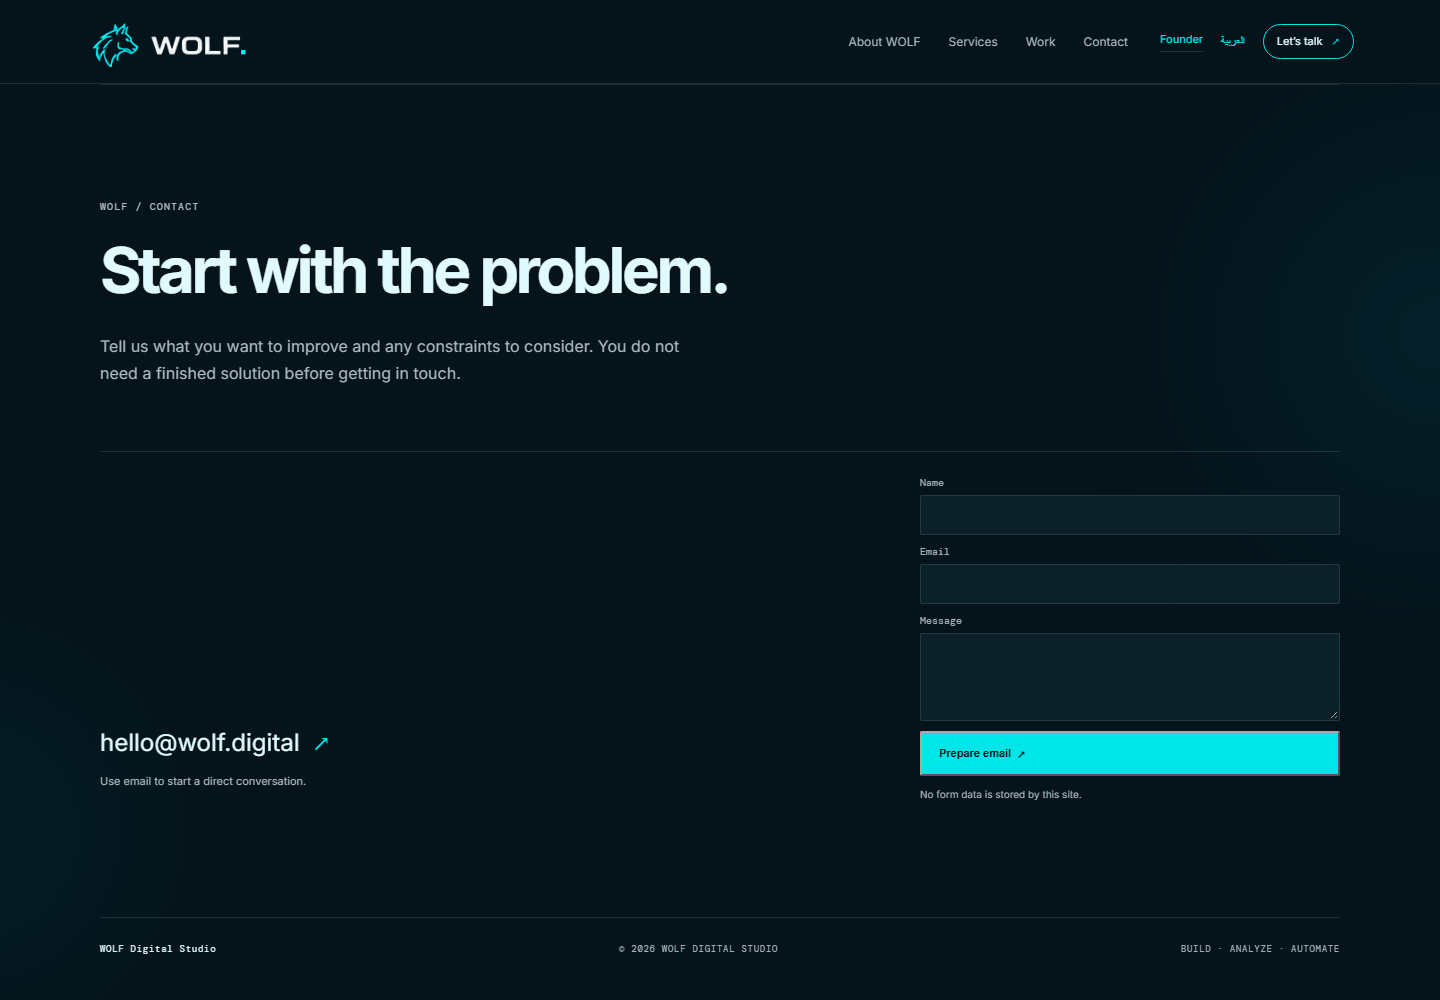 WOLF.
About WOLF
Services
Work
Contact
Founder
العربية
Let's talk ↗
WOLF / CONTACT
Start with the problem.
Tell us what you want to improve and any constraints to consider. You do not
need a finished solution before getting in touch.
Name
Email
Message
hello@wolf.digital ↗
Use email to start a direct conversation.
Prepare email ↗
No form data is stored by this site.
WOLF Digital Studio
© 2026 WOLF DIGITAL STUDIO
BUILD · ANALYZE · AUTOMATE